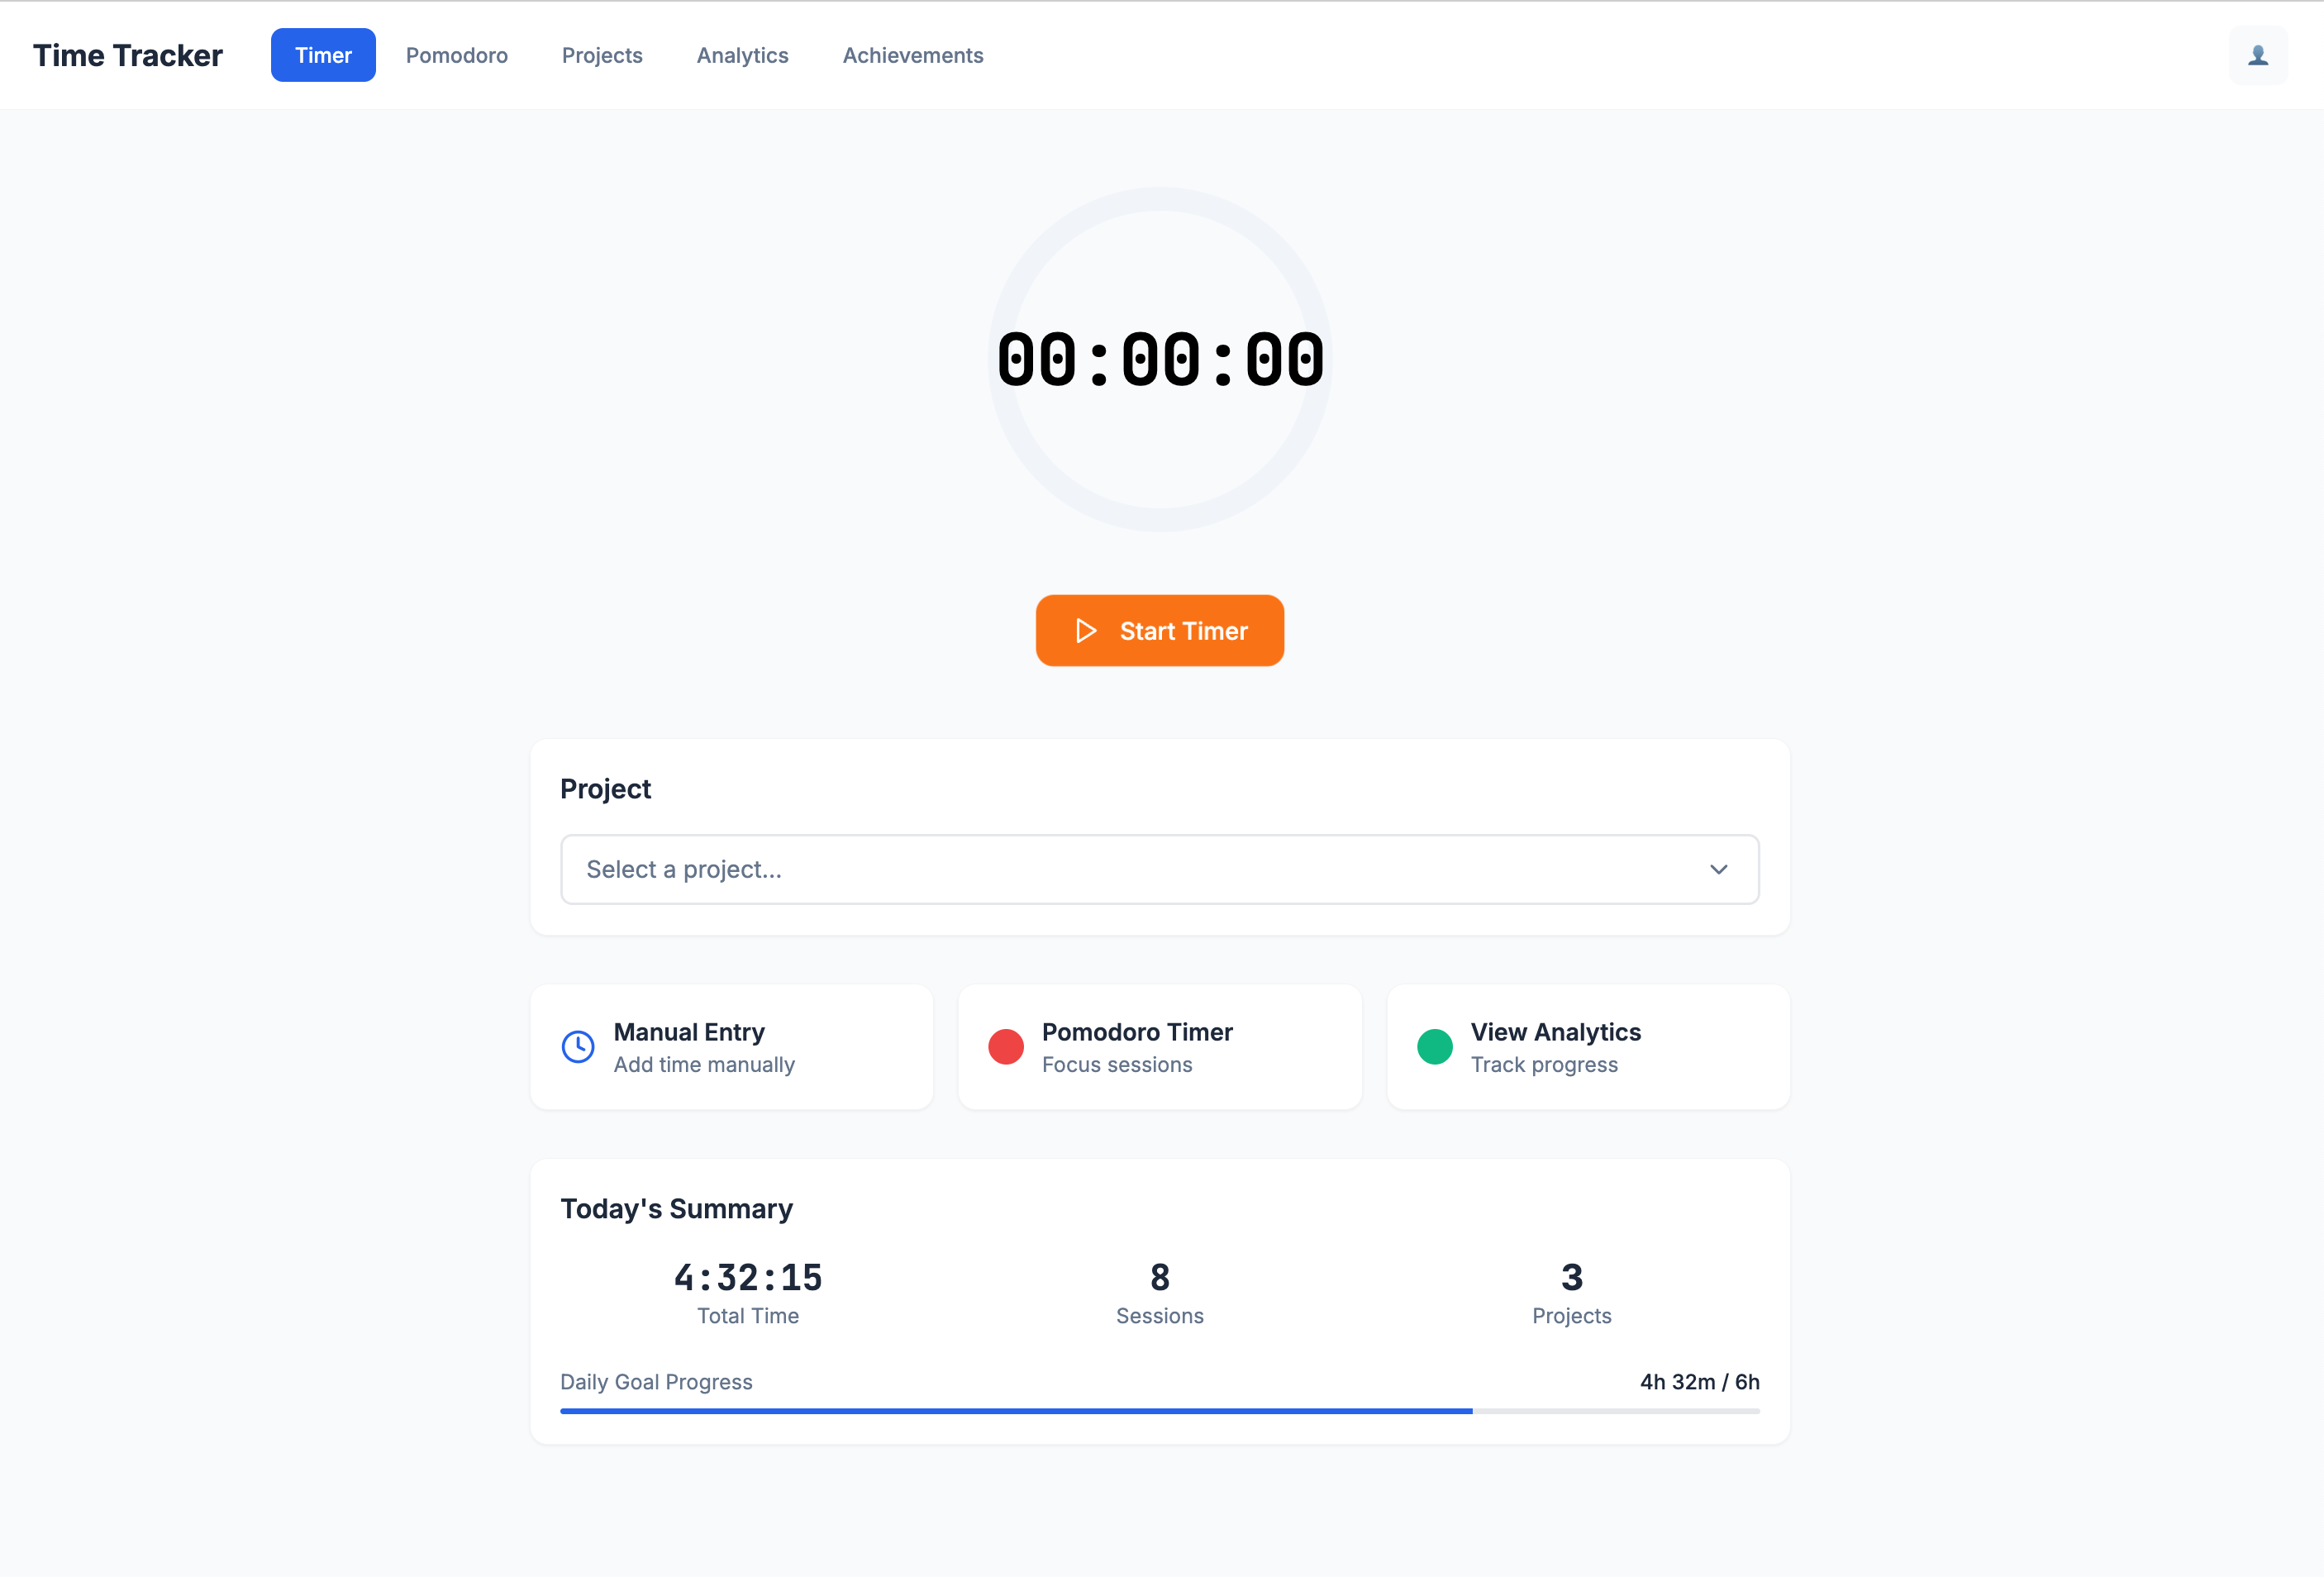 Time Tracker
Timer
Pomodoro
Projects
Analytics
Achievements
00:00:00
Start Timer
Project
Select a project...
Manual Entry
Add time manually
Pomodoro Timer
Focus sessions
View Analytics
Track progress
Today's Summary
4:32:15
Total Time
8
Sessions
3
Projects
Daily Goal Progress
4h 32m / 6h